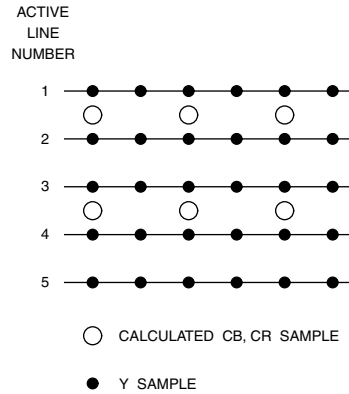 ACTIVE
LINE
NUMBER
1
2
3
4
5
CALCULATED CB, CR SAMPLE
Y SAMPLE